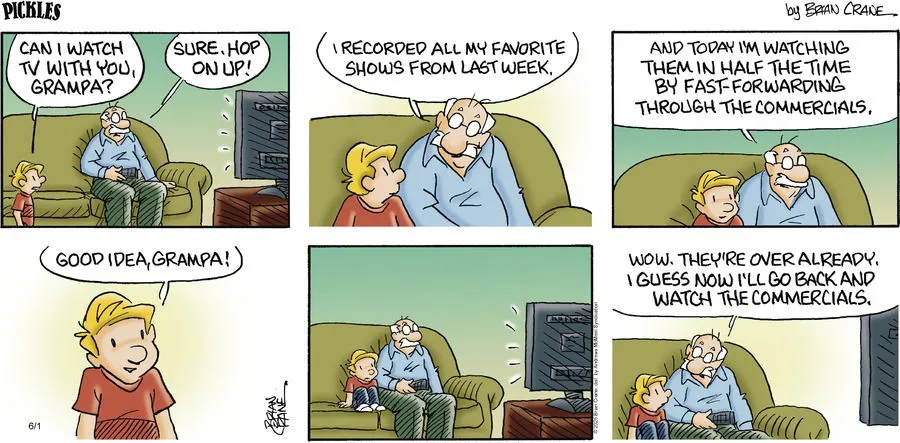 PICKLES
by BRIAN CRANE
CAN I WATCH
TV WITH YOU,
GRAMPA?
SURE. HOP
ON UP!
I RECORDED ALL MY FAVORITE
SHOWS FROM LAST WEEK.
AND TODAY I'M WATCHING
THEM IN HALF THE TIME
BY FAST-FORWARDING
THROUGH THE COMMERCIALS.
GOOD IDEA, GRAMPA!
6/1
BRIAN
CRANE
WOW. THEY'RE OVER ALREADY.
I GUESS NOW I'LL GO BACK AND
WATCH THE COMMERCIALS.